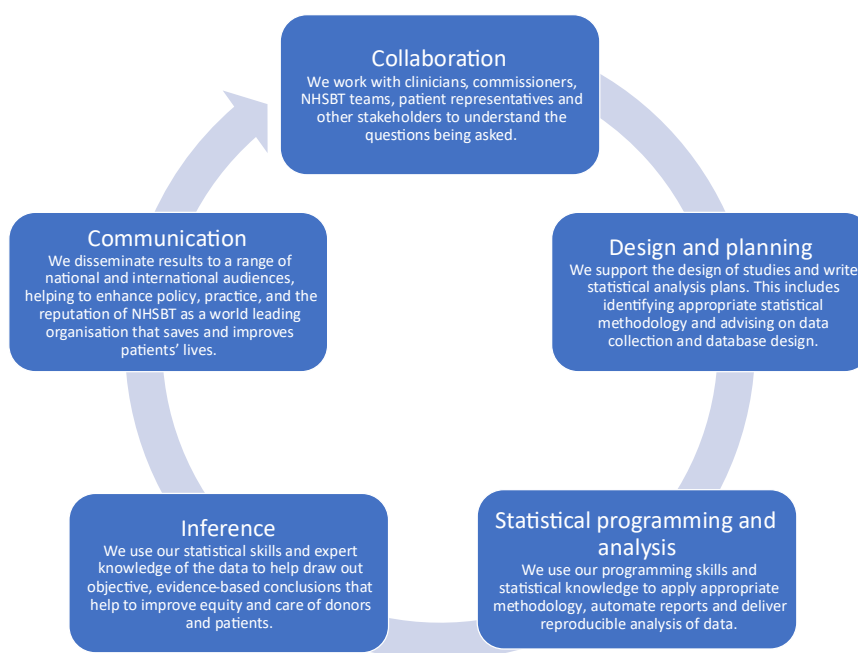 Collaboration
We work with clinicians, commissioners,
NHSBT teams, patient representatives and
other stakeholders to understand the
questions being asked.
Design and planning
We support the design of studies and write
statistical analysis plans. This includes
identifying appropriate statistical
methodology and advising on data
collection and database design.
Statistical programming and
analysis
We use our programming skills and
statistical knowledge to apply appropriate
methodology, automate reports and deliver
reproducible analysis of data.
Inference
We use our statistical skills and expert
knowledge of the data to help draw out
objective, evidence-based conclusions that
help to improve equity and care of donors
and patients.
Communication
We disseminate results to a range of
national and international audiences,
helping to enhance policy, practice, and the
reputation of NHSBT as a world leading
organisation that saves and improves
patients’ lives.